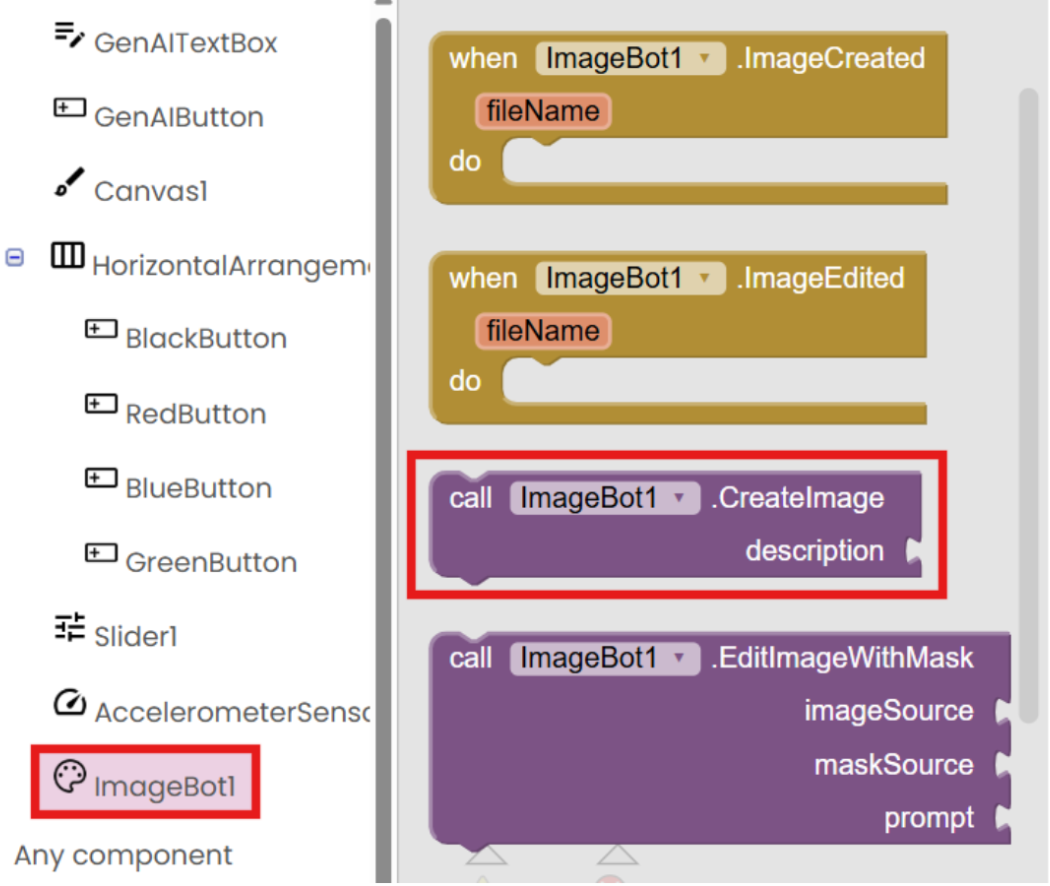 GenAITextBox
GenAIButton
Canvas1
HorizontalArrangem
BlackButton
RedButton
BlueButton
GreenButton
Slider1
AccelerometerSenso
ImageBot1
Any component
when ImageBot1 .ImageCreated
fileName
do
when ImageBot1 .ImageEdited
fileName
do
call ImageBot1 .CreateImage
description
call ImageBot1 .EditImageWithMask
imageSource
maskSource
prompt